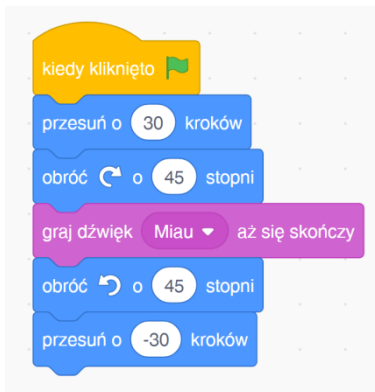 kiedy kliknięto
przesuń o 30 kroków
obróć o 45 stopni
graj dźwięk Miau aż się skończy
obróć o 45 stopni
przesuń o -30 kroków